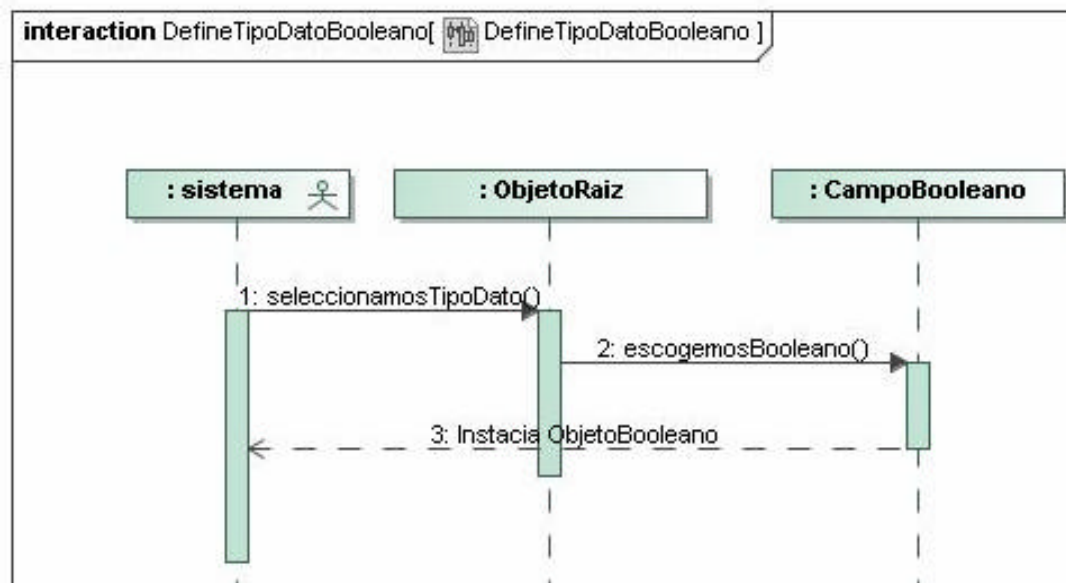 interaction DefineTipoDatoBooleano[ DefineTipoDatoBooleano ]
: sistema
: ObjetoRaiz
: CampoBooleano
1: seleccionamosTipoDato()
2: escogemosBooleano()
3: Instacia ObjetoBooleano